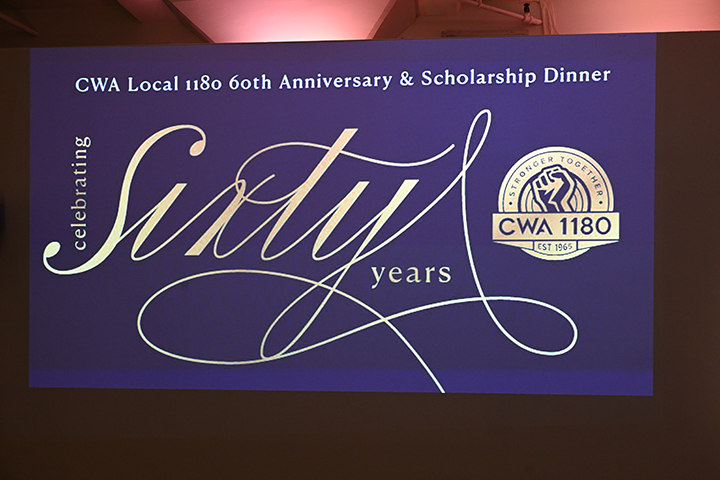 CWA Local 1180 60th Anniversary & Scholarship Dinner
celebrating
Sixty
years
STRONGER TOGETHER
CWA 1180
EST 1965